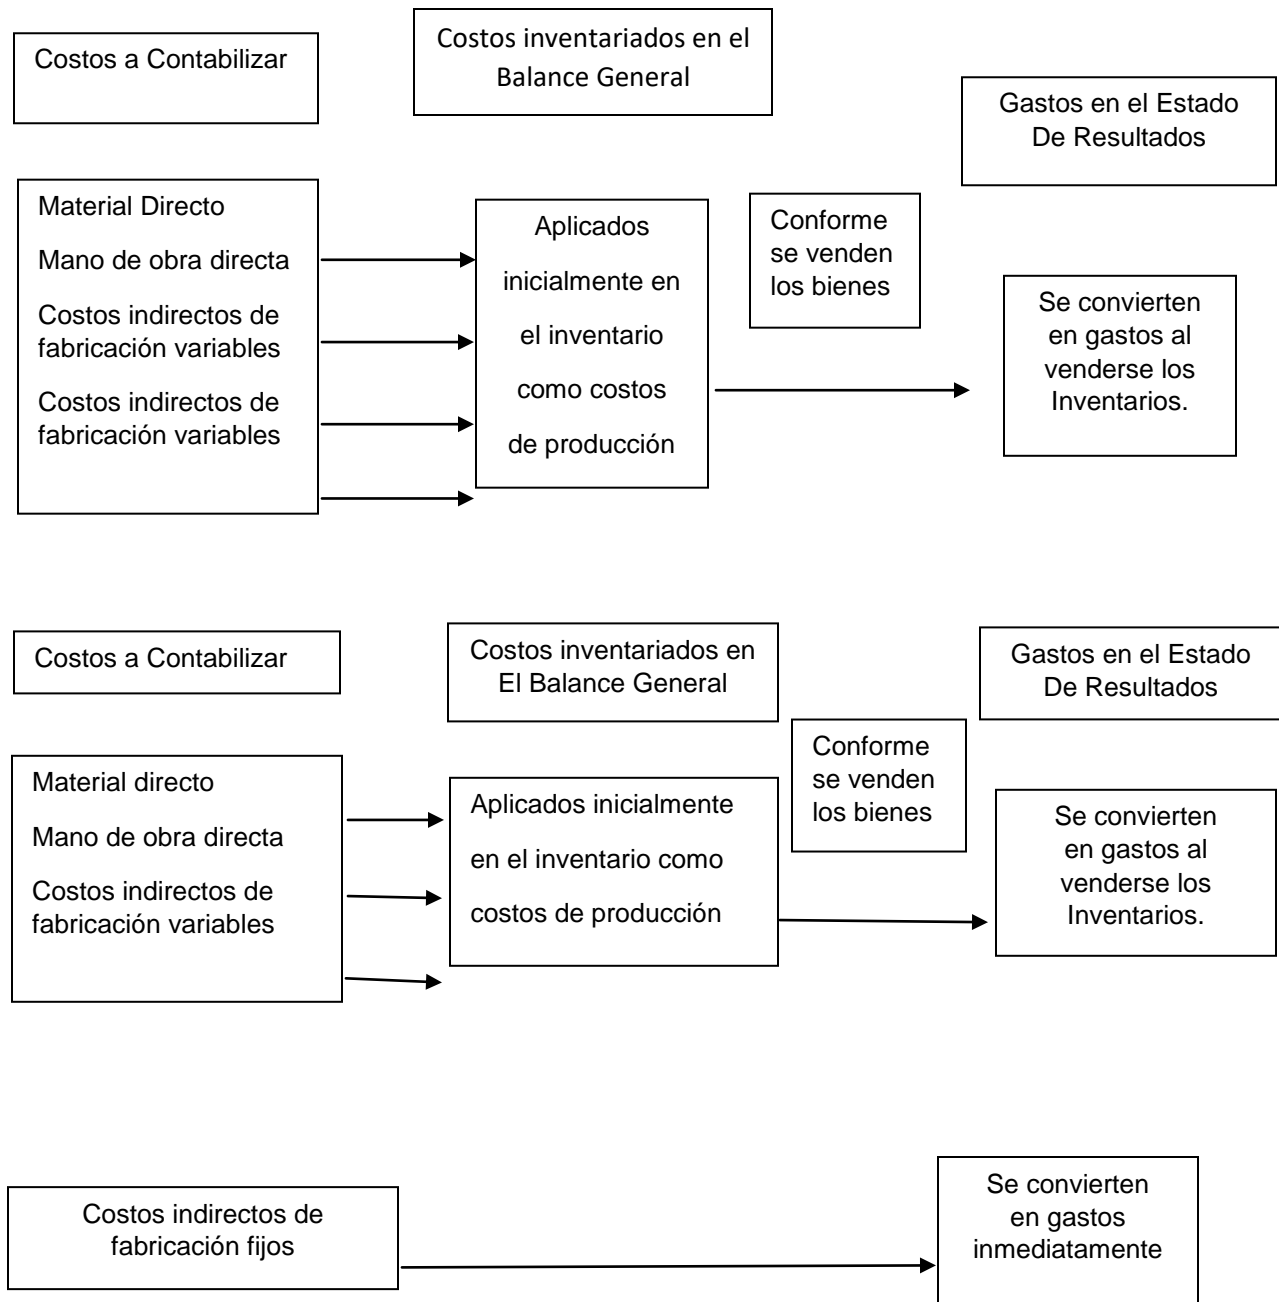 Costos a Contabilizar
Costos inventariados en el
Balance General
Gastos en el Estado
De Resultados
Material Directo
Mano de obra directa
Costos indirectos de
fabricación variables
Costos indirectos de
fabricación variables
Aplicados
inicialmente en
el inventario
como costos
de producción
Conforme
se venden
los bienes
Se convierten
en gastos al
venderse los
Inventarios.
Costos a Contabilizar
Costos inventariados en
El Balance General
Gastos en el Estado
De Resultados
Material directo
Mano de obra directa
Costos indirectos de
fabricación variables
Aplicados inicialmente
en el inventario como
costos de producción
Conforme
se venden
los bienes
Se convierten
en gastos al
venderse los
Inventarios.
Costos indirectos de
fabricación fijos
Se convierten
en gastos
inmediatamente